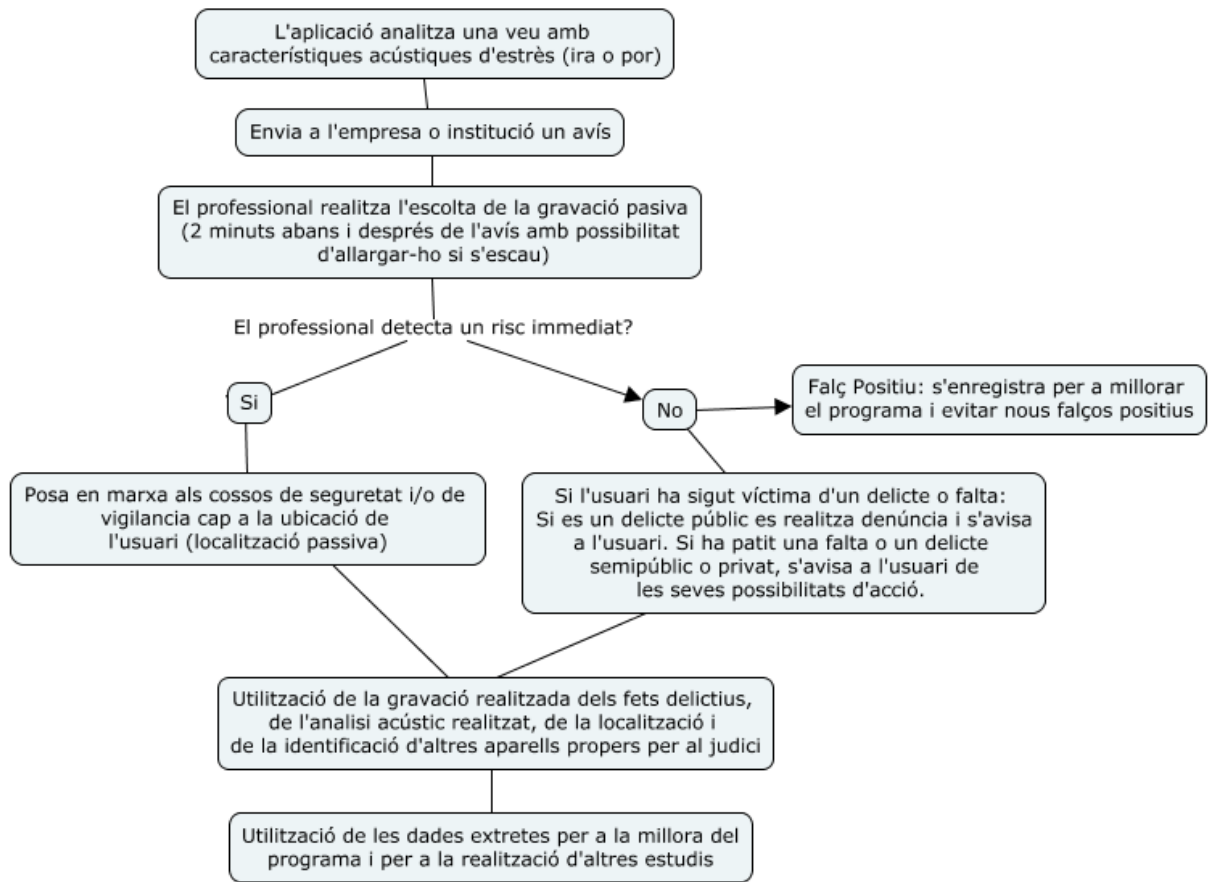 L'aplicació analitza una veu amb
característiques acústiques d'estrès (ira o por)
Envia a l'empresa o institució un avís
El professional realitza l'escolta de la gravació pasiva
(2 minuts abans i després de l'avís amb possibilitat
d'allargar-ho si s'escau)
El professional detecta un risc immediat?
Si
No
Falç Positiu: s'enregistra per a millorar
el programa i evitar nous falços positius
Posa en marxa als cossos de seguretat i/o de
vigilancia cap a la ubicació de
l'usuari (localització passiva)
Si l'usuari ha sigut víctima d'un delicte o falta:
Si es un delicte públic es realitza denúncia i s'avisa
a l'usuari. Si ha patit una falta o un delicte
semipúblic o privat, s'avisa a l'usuari de
les seves possibilitats d'acció.
Utilització de la gravació realitzada dels fets delictius,
de l'analisi acústic realitzat, de la localització i
de la identificació d'altres aparells propers per al judici
Utilització de les dades extretes per a la millora del
programa i per a la realització d'altres estudis